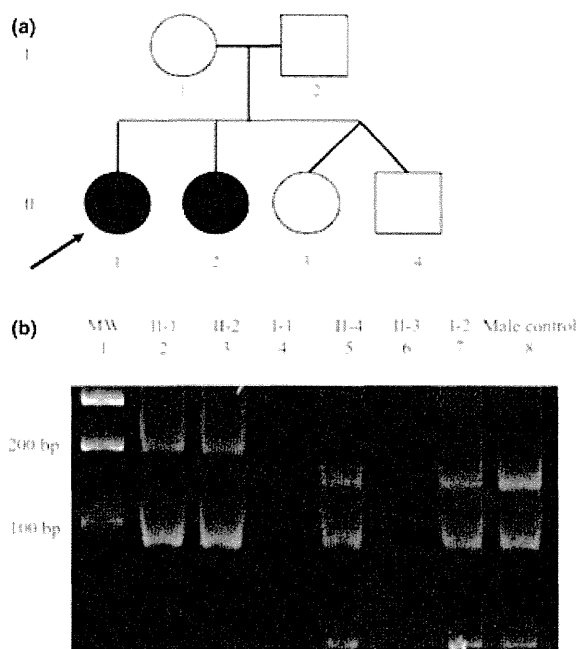 (a)
I
1 2
II
1 2 3 4
(b) MW II-1 II-2 I-1 II-4 II-3 I-2 Male control
1 2 3 4 5 6 7 8
200 bp
100 bp